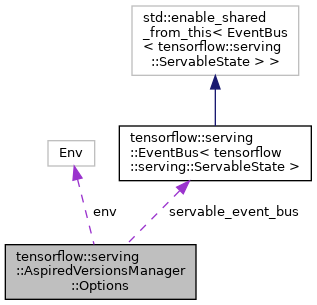 std::enable_shared
_from_this< EventBus
< tensorflow::serving
::ServableState > >
tensorflow::serving
::EventBus< tensorflow
::serving::ServableState >
Env
env
servable_event_bus
tensorflow::serving
::AspiredVersionsManager
::Options